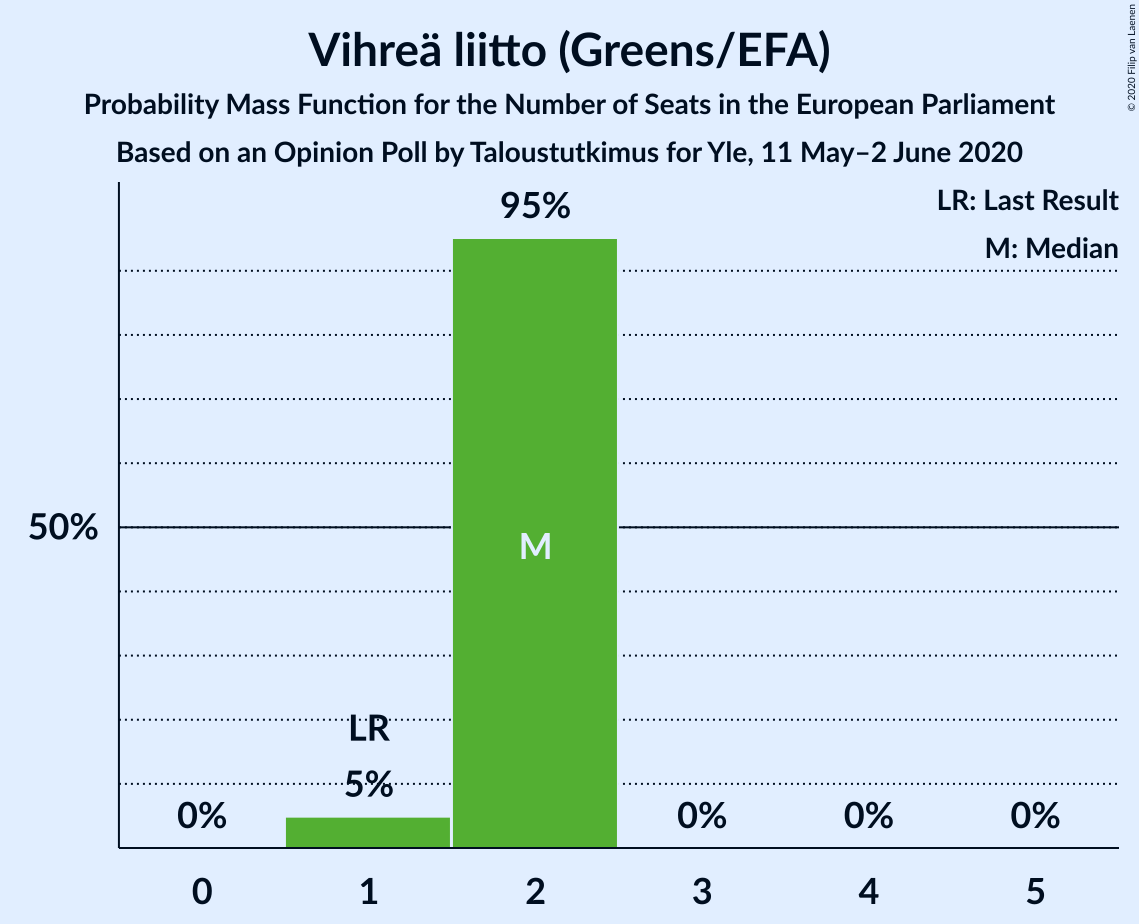 Vihreä liitto (Greens/EFA)
Probability Mass Function for the Number of Seats in the European Parliament
Based on an Opinion Poll by Taloustutkimus for Yle, 11 May–2 June 2020
© 2020 Filip van Laenen
LR: Last Result
M: Median
95%
50%
M
LR
5%
0%
0%
0%
0%
0
1
2
3
4
5